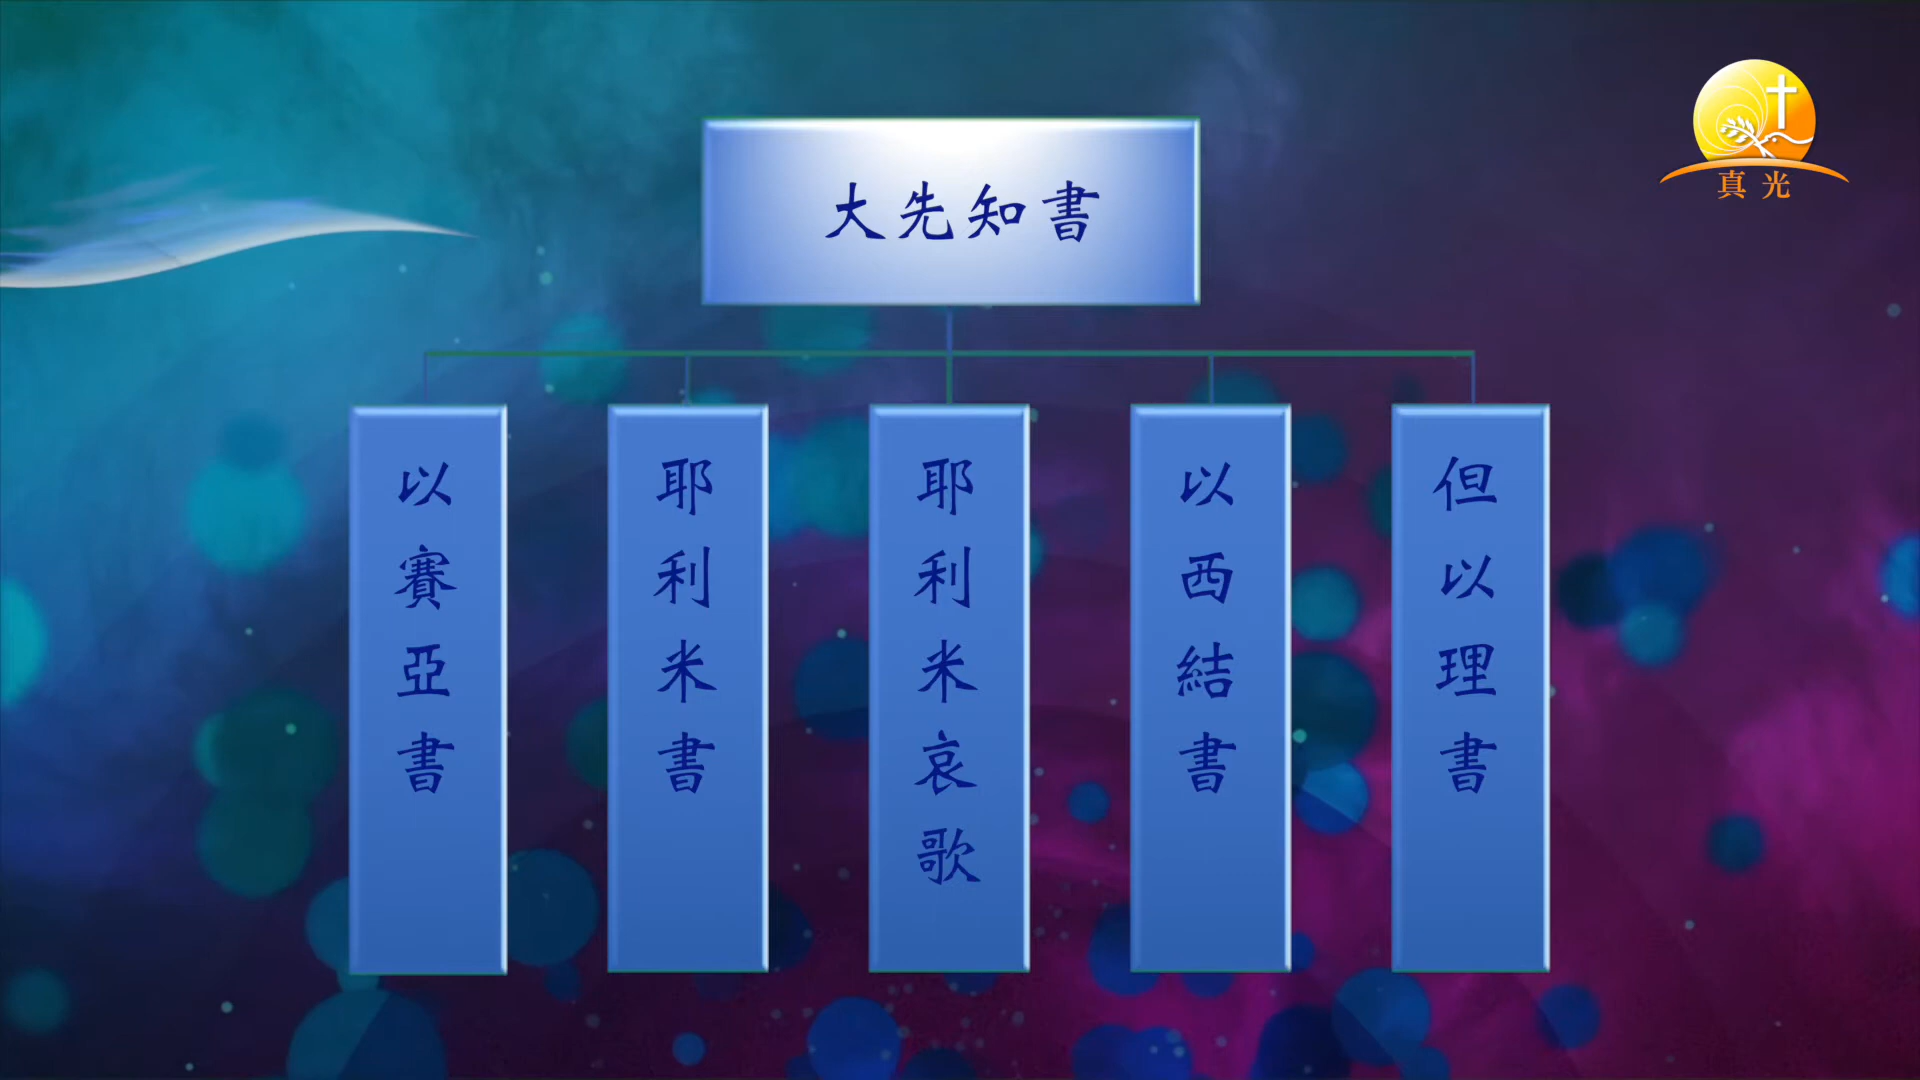 真光
大先知書
以賽亞書
耶利米書
耶利米哀歌
以西結書
但以理書